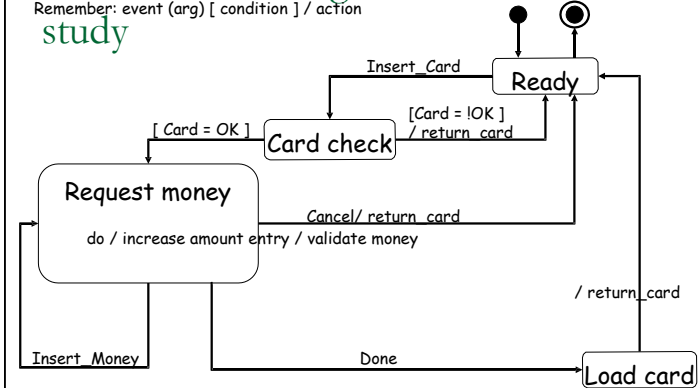 Remember: event (arg) [ condition ] / action
study
Insert_Card
Ready
[Card = !OK ]
[ Card = OK ]
/ return_card
Card check
Request money
Cancel/ return_card
do / increase amount entry / validate money
/ return_card
Insert_Money
Done
Load card